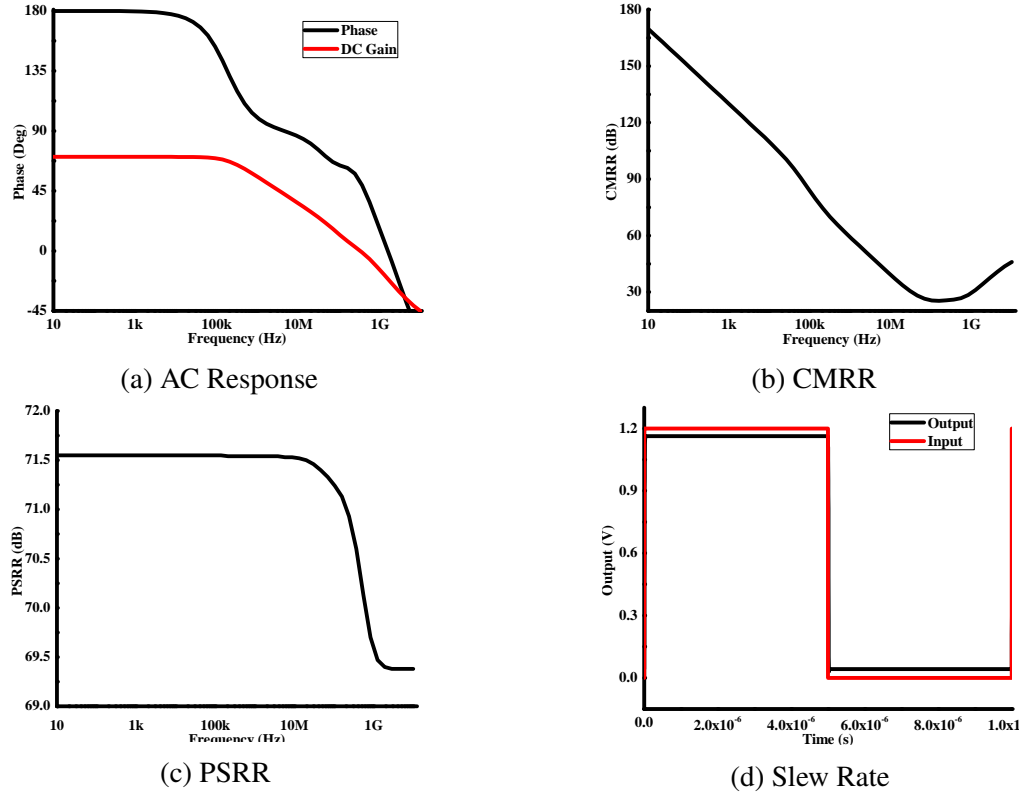 180
135
90
45
0
-45
Phase (Deg)
Phase
DC Gain
10
1k
100k
10M
1G
Frequency (Hz)
(a) AC Response
180
150
120
90
60
30
CMRR (dB)
10
1k
100k
10M
1G
Frequency (Hz)
(b) CMRR
72.0
71.5
71.0
70.5
70.0
69.5
69.0
PSRR (dB)
10
1k
100k
10M
1G
Frequency (Hz)
(c) PSRR
1.2
0.9
0.6
0.3
0.0
Output (V)
Output
Input
0.0
2.0x10⁻⁶
4.0x10⁻⁶
6.0x10⁻⁶
8.0x10⁻⁶
1.0x1
Time (s)
(d) Slew Rate